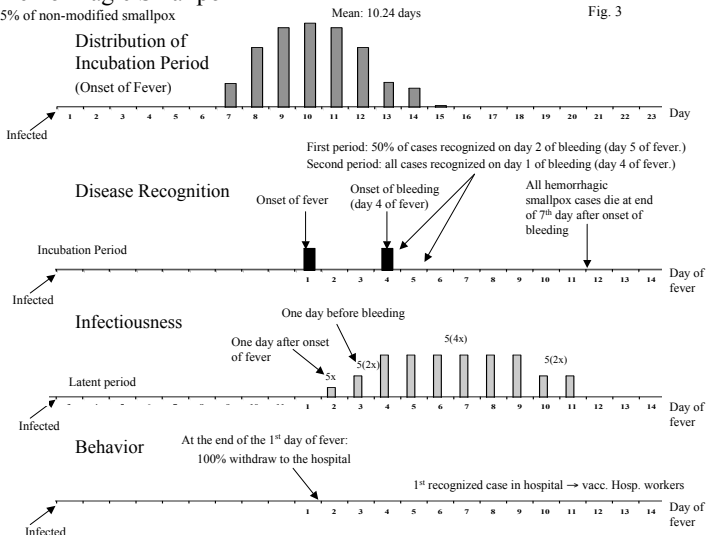 5% of non-modified smallpox
Mean: 10.24 days
Fig. 3
Distribution of
Incubation Period
(Onset of Fever)
1 2 3 4 5 6 7 8 9 10 11 12 13 14 15 16 17 18 19 20 21 22 23 Day
Infected
First period: 50% of cases recognized on day 2 of bleeding (day 5 of fever.)
Second period: all cases recognized on day 1 of bleeding (day 4 of fever.)
Disease Recognition
Onset of fever
Onset of bleeding
(day 4 of fever)
All hemorrhagic
smallpox cases die at end
of 7th day after onset of
bleeding
Incubation Period
1 2 3 4 5 6 7 8 9 10 11 12 13 14 Day of
fever
Infected
Infectiousness
One day before bleeding
One day after onset
of fever
5x
5(2x)
5(4x)
5(2x)
Latent period
1 2 3 4 5 6 7 8 9 10 11 12 13 14 Day of
fever
Infected
Behavior
At the end of the 1st day of fever:
100% withdraw to the hospital
1st recognized case in hospital → vacc. Hosp. workers
1 2 3 4 5 6 7 8 9 10 11 12 13 14 Day of
fever
Infected